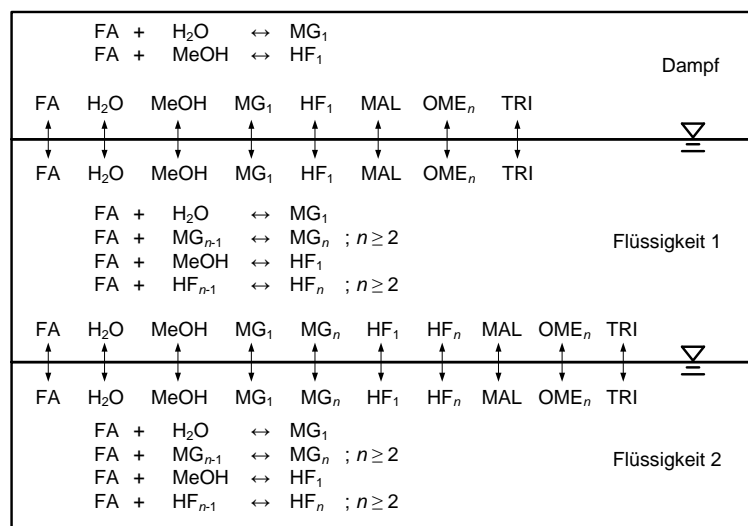 FA + H₂O ↔ MG₁
FA + MeOH ↔ HF₁
Dampf
FA H₂O MeOH MG₁ HF₁ MAL OMEₙ TRI
FA H₂O MeOH MG₁ HF₁ MAL OMEₙ TRI
FA + H₂O ↔ MG₁
FA + MGₙ₋₁ ↔ MGₙ ; n ≥ 2
Flüssigkeit 1
FA + MeOH ↔ HF₁
FA + HFₙ₋₁ ↔ HFₙ ; n ≥ 2
FA H₂O MeOH MG₁ MGₙ HF₁ HFₙ MAL OMEₙ TRI
FA H₂O MeOH MG₁ MGₙ HF₁ HFₙ MAL OMEₙ TRI
FA + H₂O ↔ MG₁
FA + MGₙ₋₁ ↔ MGₙ ; n ≥ 2
Flüssigkeit 2
FA + MeOH ↔ HF₁
FA + HFₙ₋₁ ↔ HFₙ ; n ≥ 2